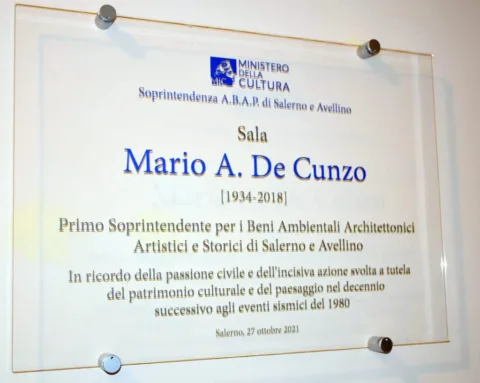 MiC
MINISTERO
DELLA
CULTURA
Soprintendenza A.B.A.P. di Salerno e Avellino
Sala
Mario A. De Cunzo
[1934-2018]
Primo Soprintendente per i Beni Ambientali Architettonici
Artistici e Storici di Salerno e Avellino
In ricordo della passione civile e dell'incisiva azione svolta a tutela
del patrimonio culturale e del paesaggio nel decennio
successivo agli eventi sismici del 1980
Salerno, 27 ottobre 2021